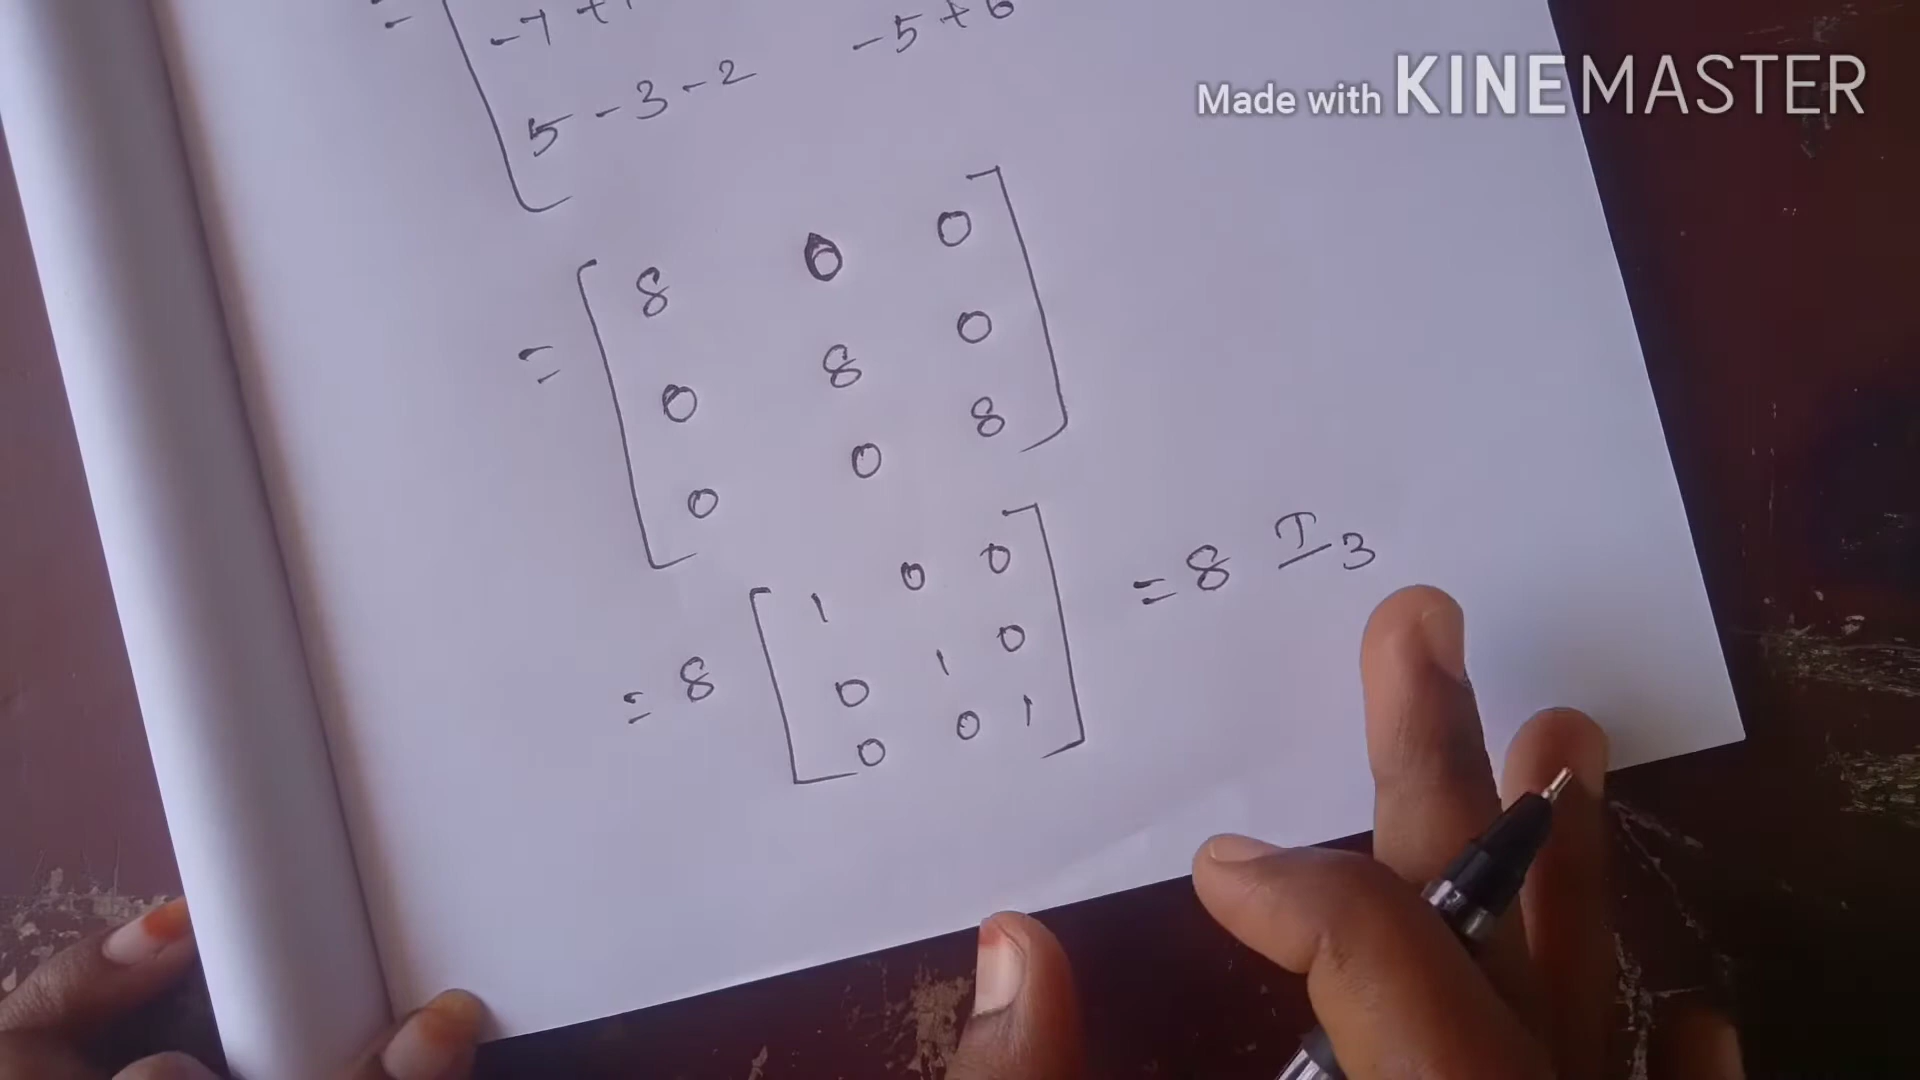 = -7 +
-5 + 6
5 - 3 - 2
Made with KINEMASTER
8 0 0
= 0 8 0
0 0 8
1 0 0
= 8 0 1 0 = 8 I3
0 0 1